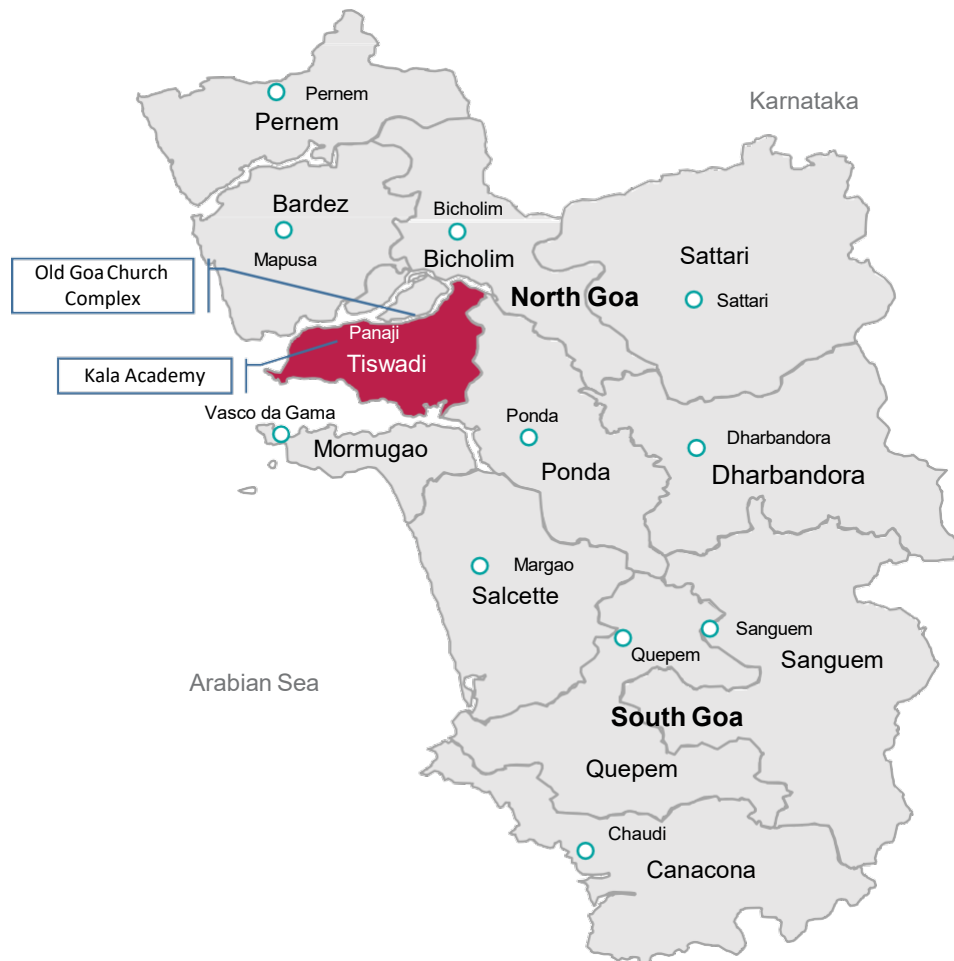 Pernem
Pernem
Karnataka
Bardez
Mapusa
Bicholim
Bicholim
Sattari
Sattari
Old Goa Church
Complex
North Goa
Panaji
Tiswadi
Kala Academy
Vasco da Gama
Mormugao
Ponda
Ponda
Dharbandora
Dharbandora
Margao
Salcette
Sanguem
Sanguem
Quepem
Arabian Sea
South Goa
Quepem
Chaudi
Canacona